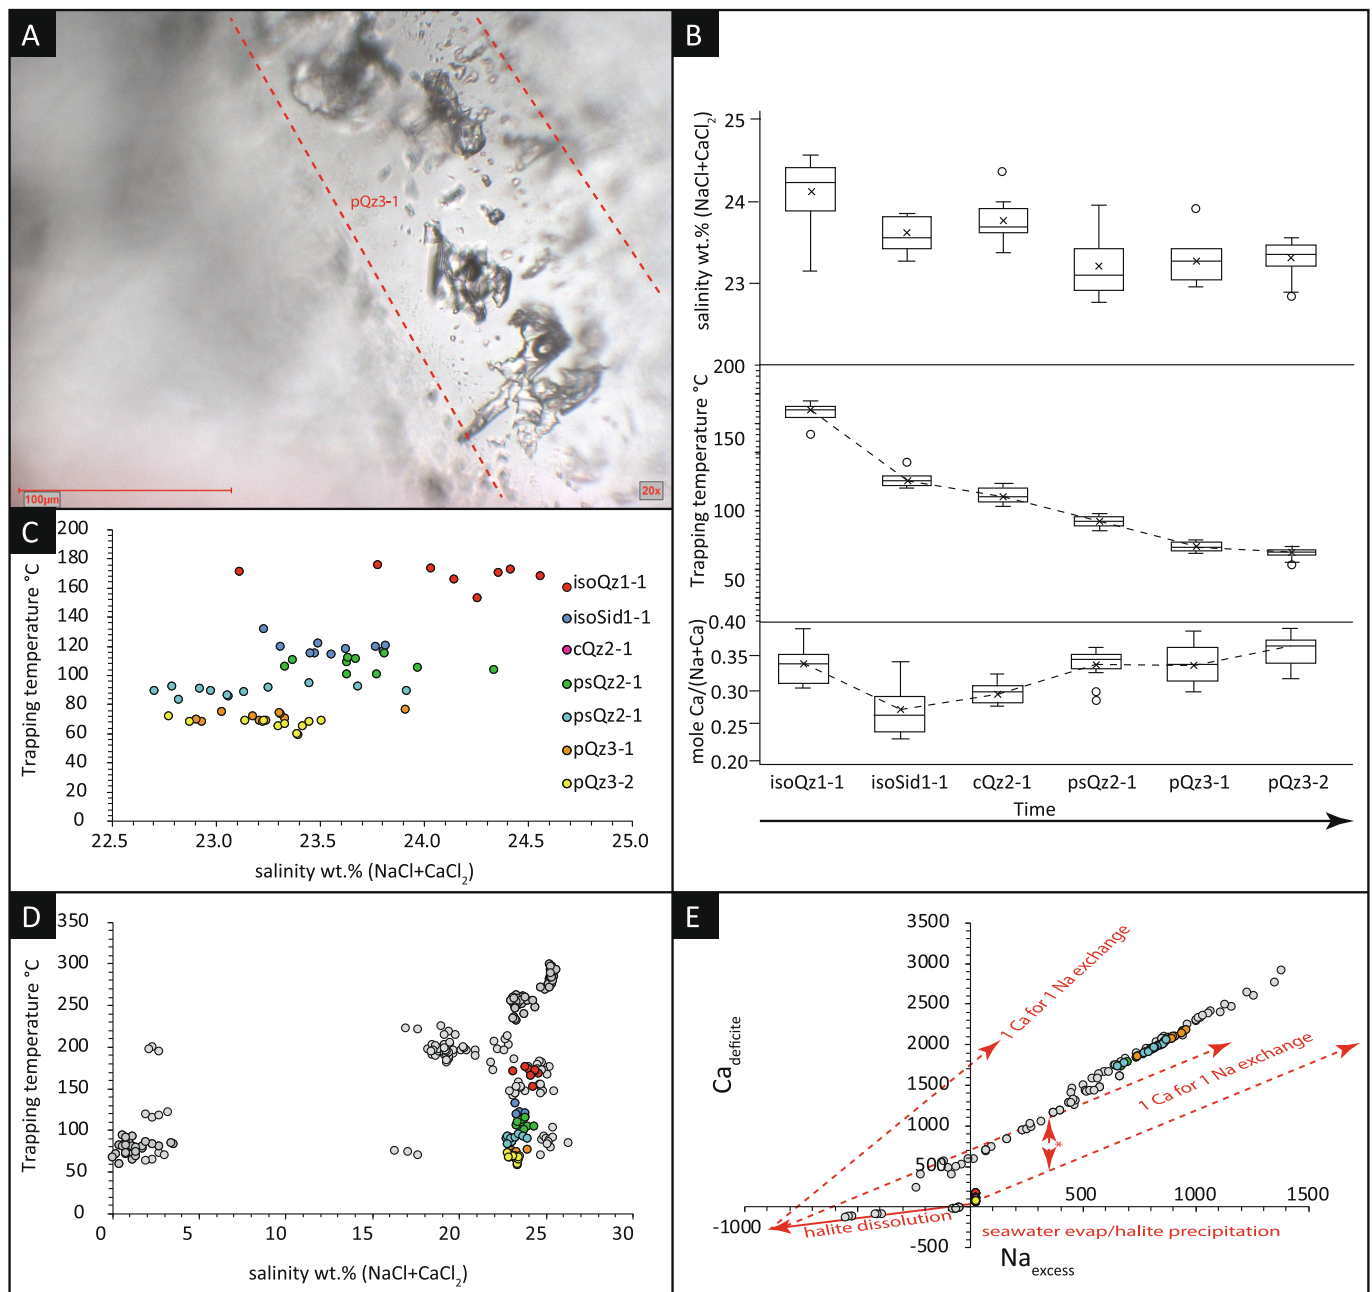 A
pQz3-1
100µm
20x
B
salinity wt.% (NaCl+CaCl2)
25
24
23
Trapping temperature °C
200
150
100
50
mole Ca/(Na+Ca)
0.40
0.35
0.30
0.25
0.20
isoQz1-1 isoSid1-1 cQz2-1 psQz2-1 pQz3-1 pQz3-2
Time
C
Trapping temperature °C
200
180
160
140
120
100
80
60
40
20
0
22.5 23.0 23.5 24.0 24.5 25.0
salinity wt.% (NaCl+CaCl2)
isoQz1-1
isoSid1-1
cQz2-1
psQz2-1
psQz2-1
pQz3-1
pQz3-2
D
Trapping temperature °C
350
300
250
200
150
100
50
0
0 5 10 15 20 25 30
salinity wt.% (NaCl+CaCl2)
E
Ca deficite
3500
3000
2500
2000
1500
1000
500
-500
1 Ca for 1 Na exchange
1 Ca for 1 Na exchange
*
-1000 500 1000 1500
halite dissolution
seawater evap/halite precipitation
Na excess